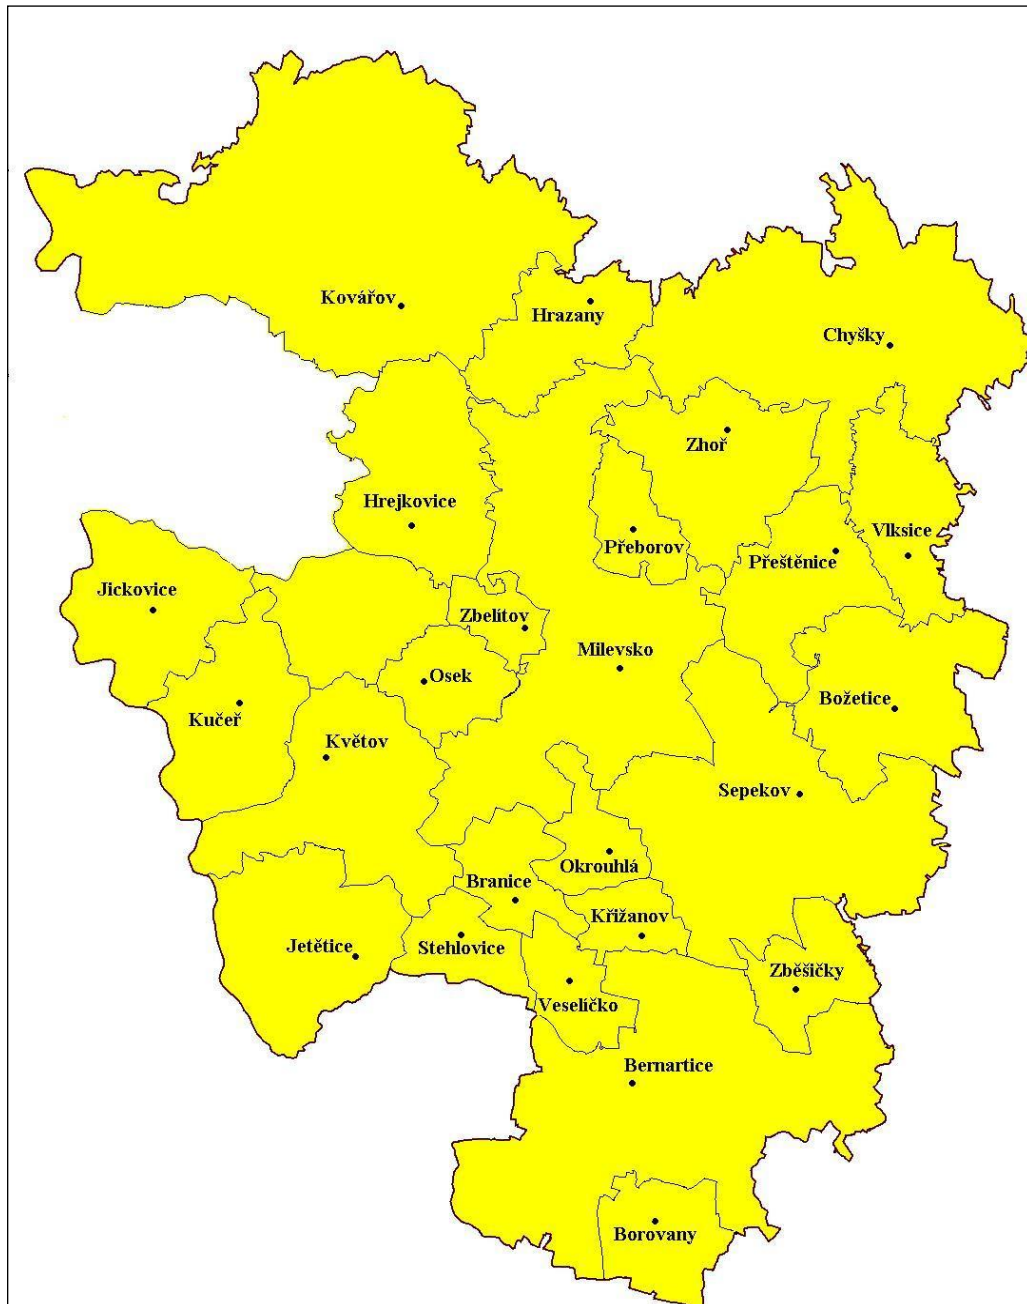 Kovářov
Hrazany
Chyšky
Zhoř
Hrejkovice
Vlksice
Přeborov
Přeštěnice
Jickovice
Zbelítov
Milevsko
Osek
Božetice
Kučeř
Květov
Sepekov
Okrouhlá
Branice
Křižanov
Jetětice
Stehlovice
Zběšičky
Veselíčko
Bernartice
Borovany